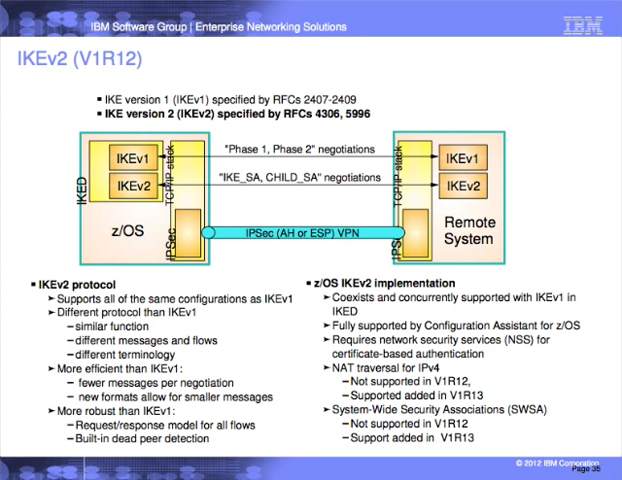 IBM Software Group | Enterprise Networking Solutions
IBM
IKEv2 (V1R12)
▪ IKE version 1 (IKEv1) specified by RFCs 2407-2409
▪ IKE version 2 (IKEv2) specified by RFCs 4306, 5996
IKED
IKEv1
IKEv2
TCP/IP stack
z/OS
IPSec
"Phase 1, Phase 2" negotiations
"IKE_SA, CHILD_SA" negotiations
IPSec (AH or ESP) VPN
TCP/IP stack
IKEv1
IKEv2
IPSec
Remote
System
▪ IKEv2 protocol
➤ Supports all of the same configurations as IKEv1
➤ Different protocol than IKEv1
– similar function
– different messages and flows
– different terminology
➤ More efficient than IKEv1:
– fewer messages per negotiation
– new formats allow for smaller messages
➤ More robust than IKEv1:
– Request/response model for all flows
– Built-in dead peer detection
▪ z/OS IKEv2 implementation
➤ Coexists and concurrently supported with IKEv1 in
IKED
➤ Fully supported by Configuration Assistant for z/OS
➤ Requires network security services (NSS) for
certificate-based authentication
➤ NAT traversal for IPv4
– Not supported in V1R12,
– Supported added in V1R13
➤ System-Wide Security Associations (SWSA)
– Not supported in V1R12
– Support added in V1R13
© 2012 IBM Corporation
Page 35